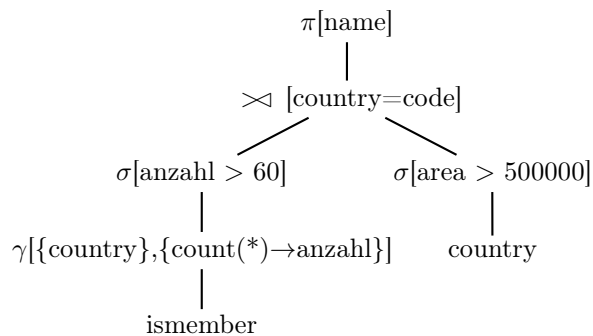 π[name]
⋊ [country=code]
σ[anzahl > 60] σ[area > 500000]
γ[{country},{count(*)→anzahl}] country
ismember